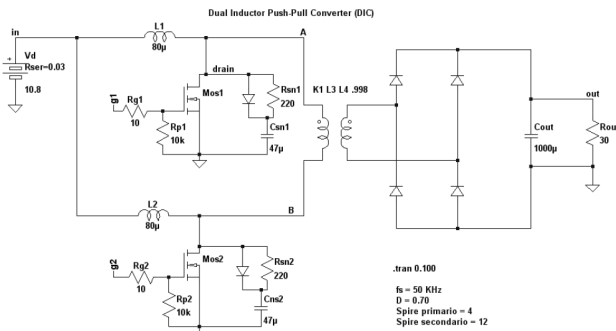 Dual Inductor Push-Pull Converter (DIC)
in
L1
80µ
A
Vd
Rser=0.03
10.8
drain
g1
Rg1
10
Mos1
Rsn1
220
Rp1
10k
Csn1
47µ
K1 L3 L4 .998
out
Cout
1000µ
Rou
30
L2
80µ
B
g2
Rg2
10
Mos2
Rsn2
220
Rp2
10k
Cns2
47µ
.tran 0.100
fs = 50 KHz
D = 0.70
Spire primario = 4
Spire secondario = 12